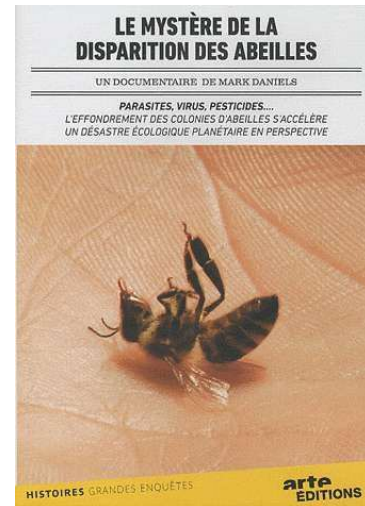 LE MYSTÈRE DE LA
DISPARITION DES ABEILLES
UN DOCUMENTAIRE DE MARK DANIELS
PARASITES, VIRUS, PESTICIDES....
L'EFFONDREMENT DES COLONIES D'ABEILLES S'ACCÉLÈRE
UN DÉSASTRE ÉCOLOGIQUE PLANÉTAIRE EN PERSPECTIVE
HISTOIRES GRANDES ENQUÊTES
arte
ÉDITIONS